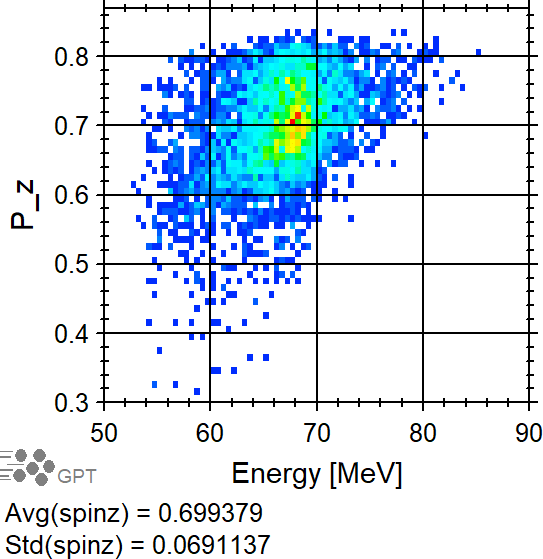 0.8
0.7
0.6
0.5
0.4
0.3
P_z
50 60 70 80 90
GPT
Energy [MeV]
Avg(spinz) = 0.699379
Std(spinz) = 0.0691137